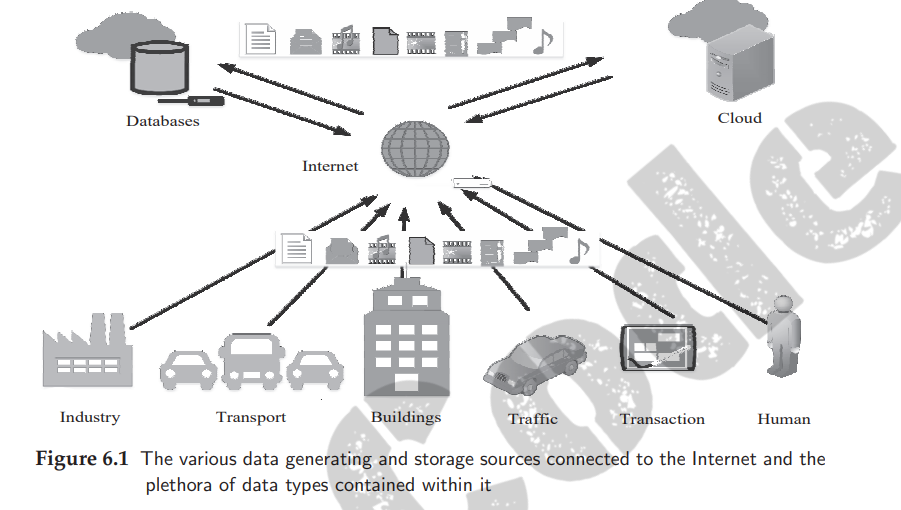 Databases
Cloud
Internet
Industry
Transport
Buildings
Traffic
Transaction
Human
Figure 6.1 The various data generating and storage sources connected to the Internet and the
plethora of data types contained within it